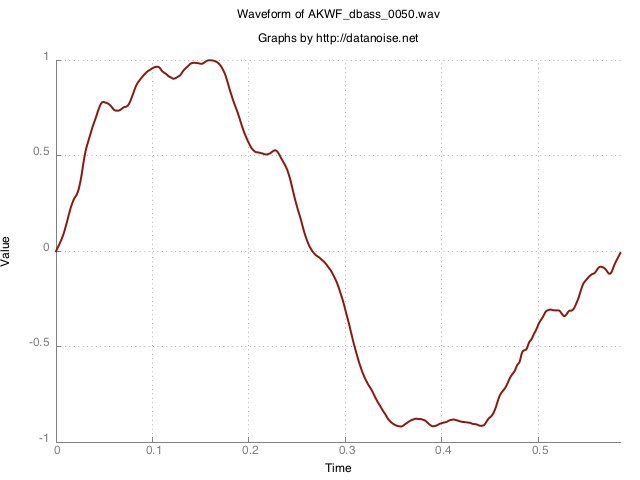 Waveform of AKWF_dbass_0050.wav
Graphs by http://datanoise.net
1
0.5
0
-0.5
-1
Value
0 0.1 0.2 0.3 0.4 0.5
Time